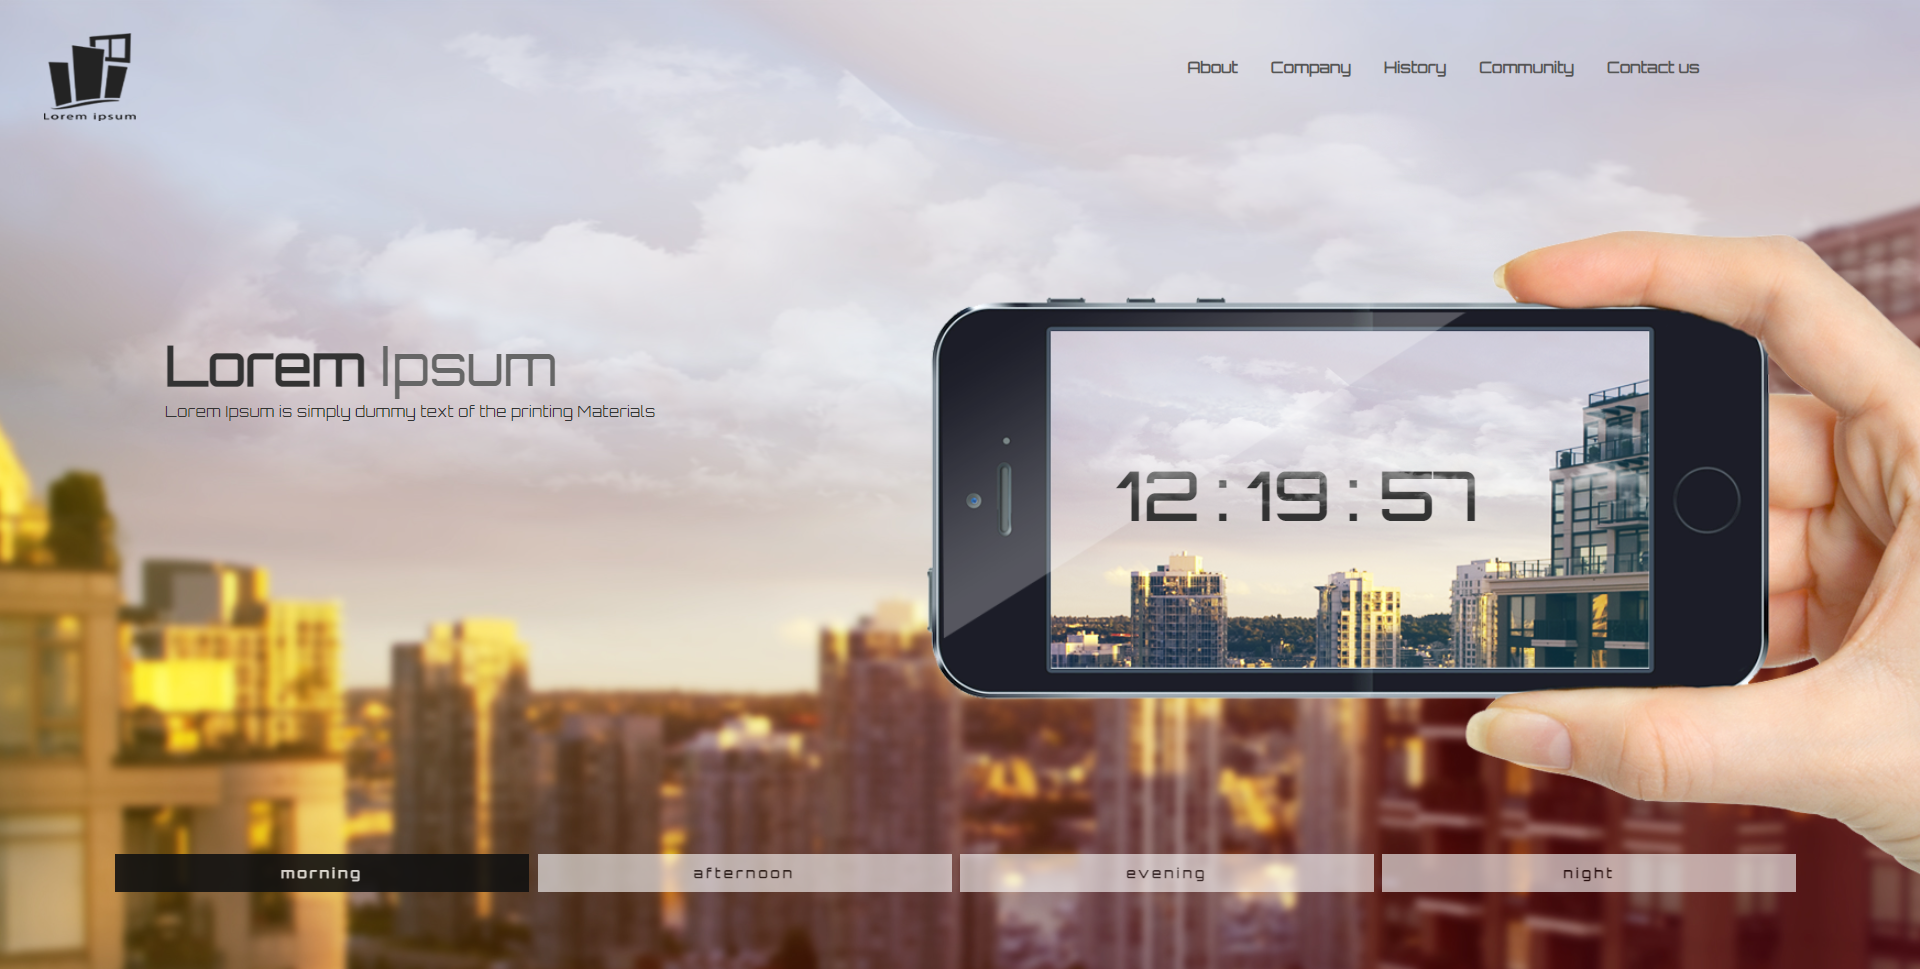 Lorem ipsum
About Company History Community Contact us
Lorem Ipsum
Lorem Ipsum is simply dummy text of the printing Materials
12 : 19 : 57
morning afternoon evening night